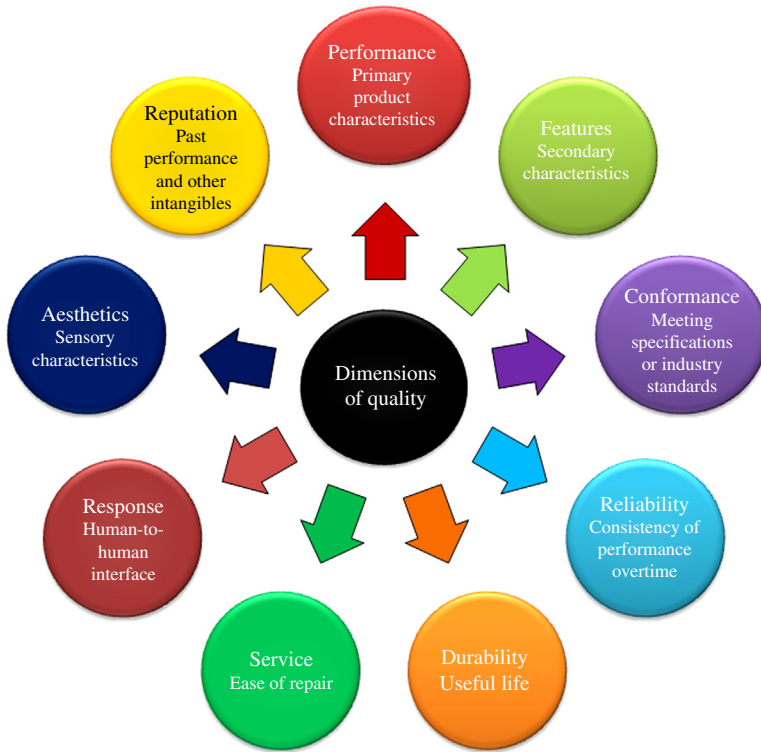 Performance
Primary
product
characteristics
Features
Secondary
characteristics
Conformance
Meeting
specifications
or industry
standards
Reliability
Consistency of
performance
overtime
Durability
Useful life
Service
Ease of repair
Response
Human-to-
human
interface
Aesthetics
Sensory
characteristics
Reputation
Past
performance
and other
intangibles
Dimensions
of quality